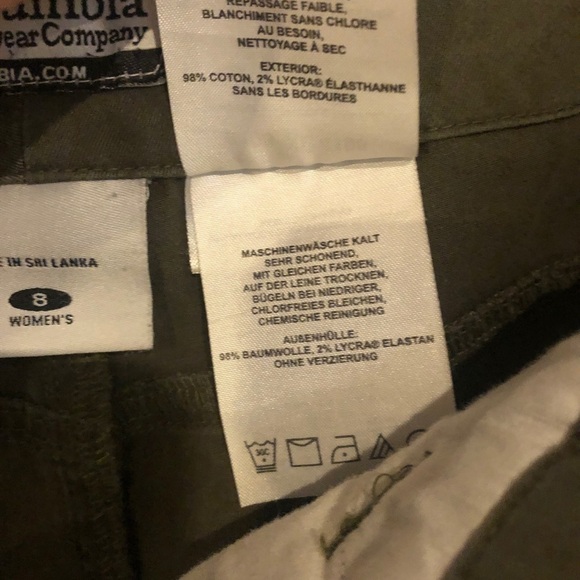 Company
BIA.COM
IN SRI LANKA
8
WOMEN'S
REPASSAGE FAIBLE,
BLANCHIMENT SANS CHLORE
AU BESOIN,
NETTOYAGE À SEC
EXTERIOR:
98% COTON, 2% LYCRA® ÉLASTHANNE
SANS LES BORDURES
MASCHINENWÄSCHE KALT
SEHR SCHONEND,
MIT GLEICHEN FARBEN,
AUF DER LEINE TROCKNEN,
BÜGELN BEI NIEDRIGER,
CHLORFREIES BLEICHEN,
CHEMISCHE REINIGUNG
AUßENHÜLLE:
98% BAUMWOLLE, 2% LYCRA® ELASTAN
OHNE VERZIERUNG
30C